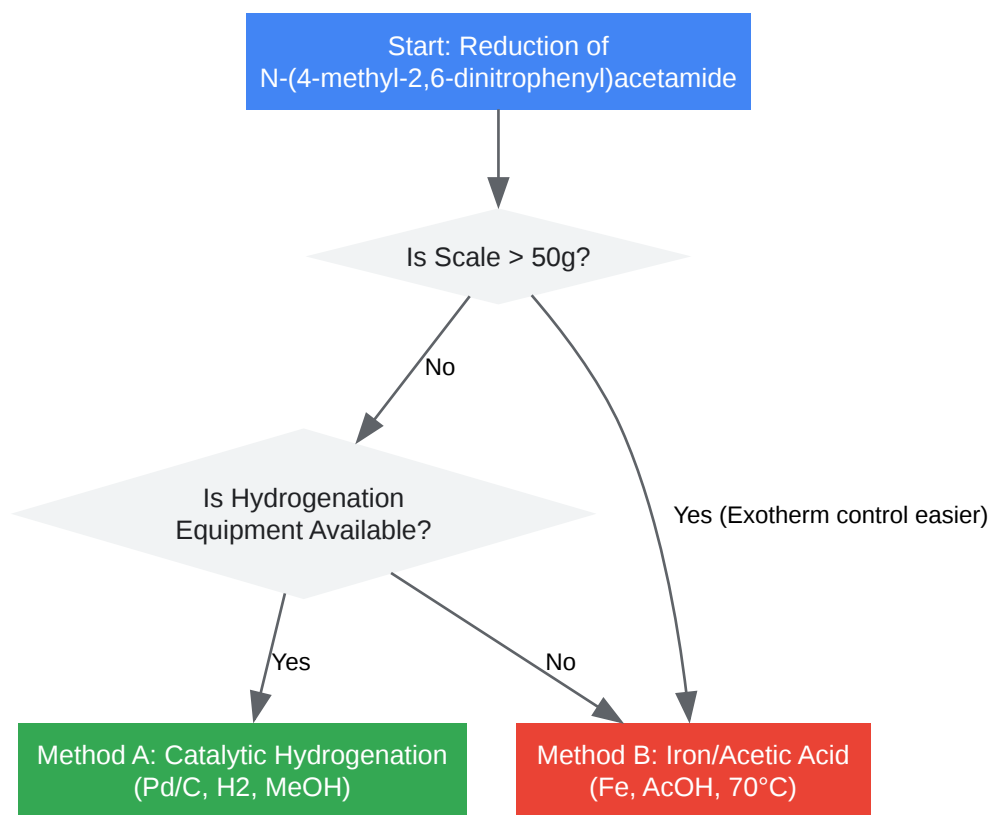 Start: Reduction of
N-(4-methyl-2,6-dinitrophenyl)acetamide
Is Scale > 50g?
No
Is Hydrogenation
Equipment Available?
Yes (Exotherm control easier)
Yes
No
Method A: Catalytic Hydrogenation
(Pd/C, H2, MeOH)
Method B: Iron/Acetic Acid
(Fe, AcOH, 70°C)